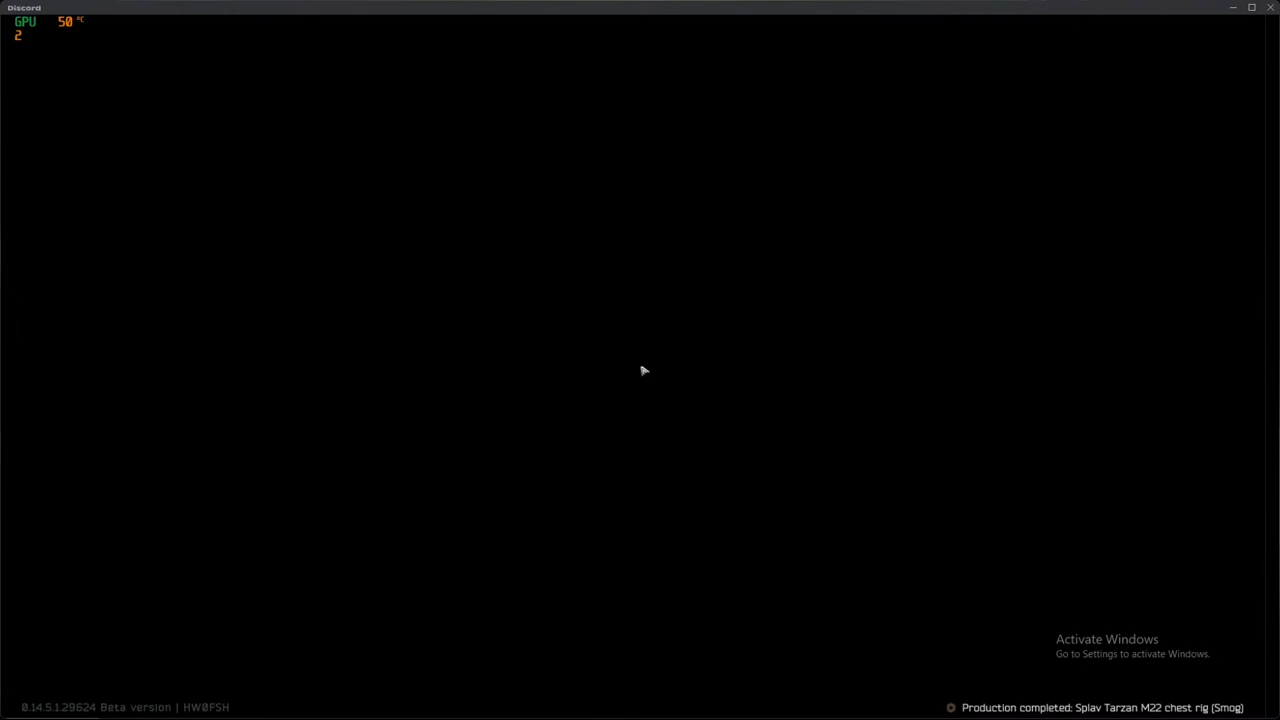 Discord
GPU 50 °C
2
Activate Windows
Go to Settings to activate Windows.
0.14.5.1.29624 Beta version | HW0FSH
Production completed: Splav Tarzan M22 chest rig (Smog)